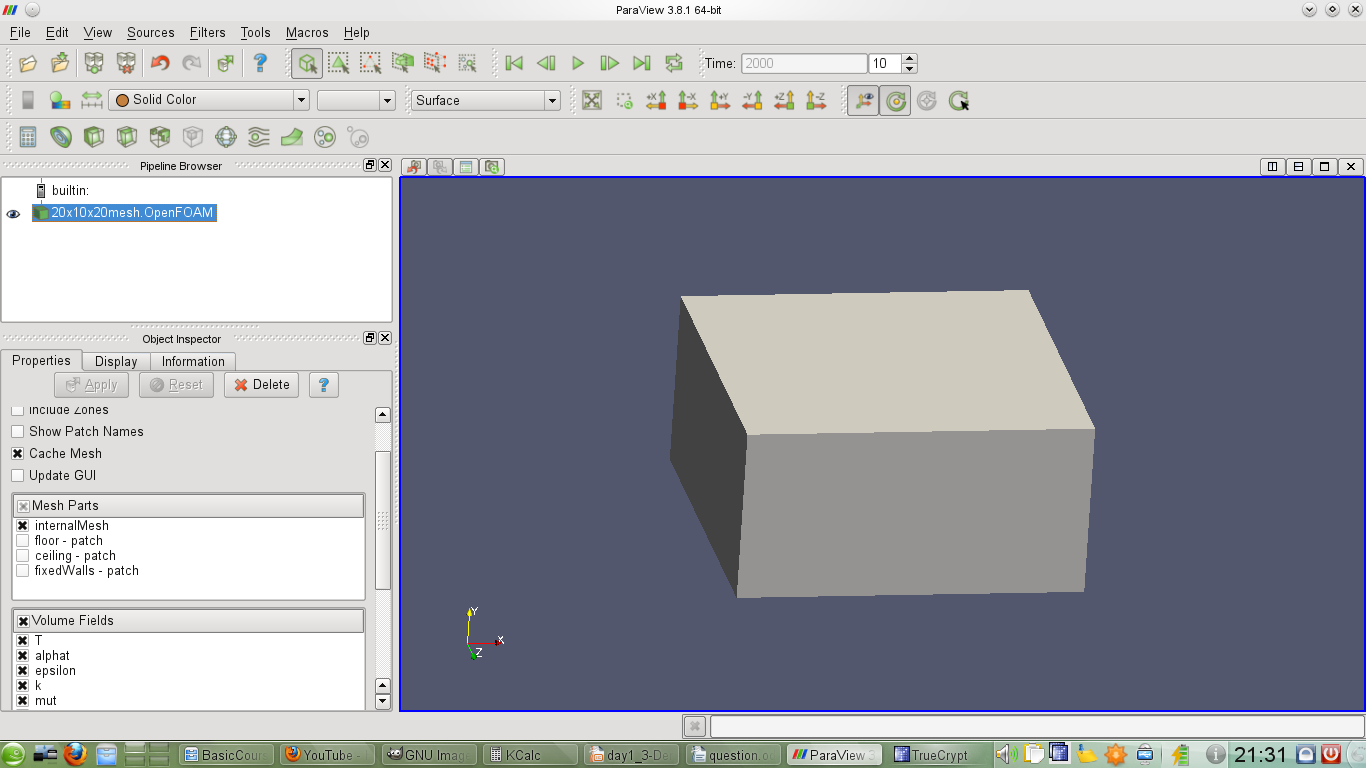 ParaView 3.8.1 64-bit
File Edit View Sources Filters Tools Macros Help
Time: 2000 10
Solid Color Surface +X -X +Y -Y +Z -Z
Pipeline Browser
builtin:
20x10x20mesh.OpenFOAM
Object Inspector
Properties Display Information
Apply Reset Delete ?
Include Zones
Show Patch Names
Cache Mesh
Update GUI
Mesh Parts
internalMesh
floor - patch
ceiling - patch
fixedWalls - patch
Volume Fields
T
alphat
epsilon
k
mut
Y
X
Z
BasicCours YouTube - GNU Imag KCalc day1_3-De question.o ParaView 3. TrueCrypt 21:31